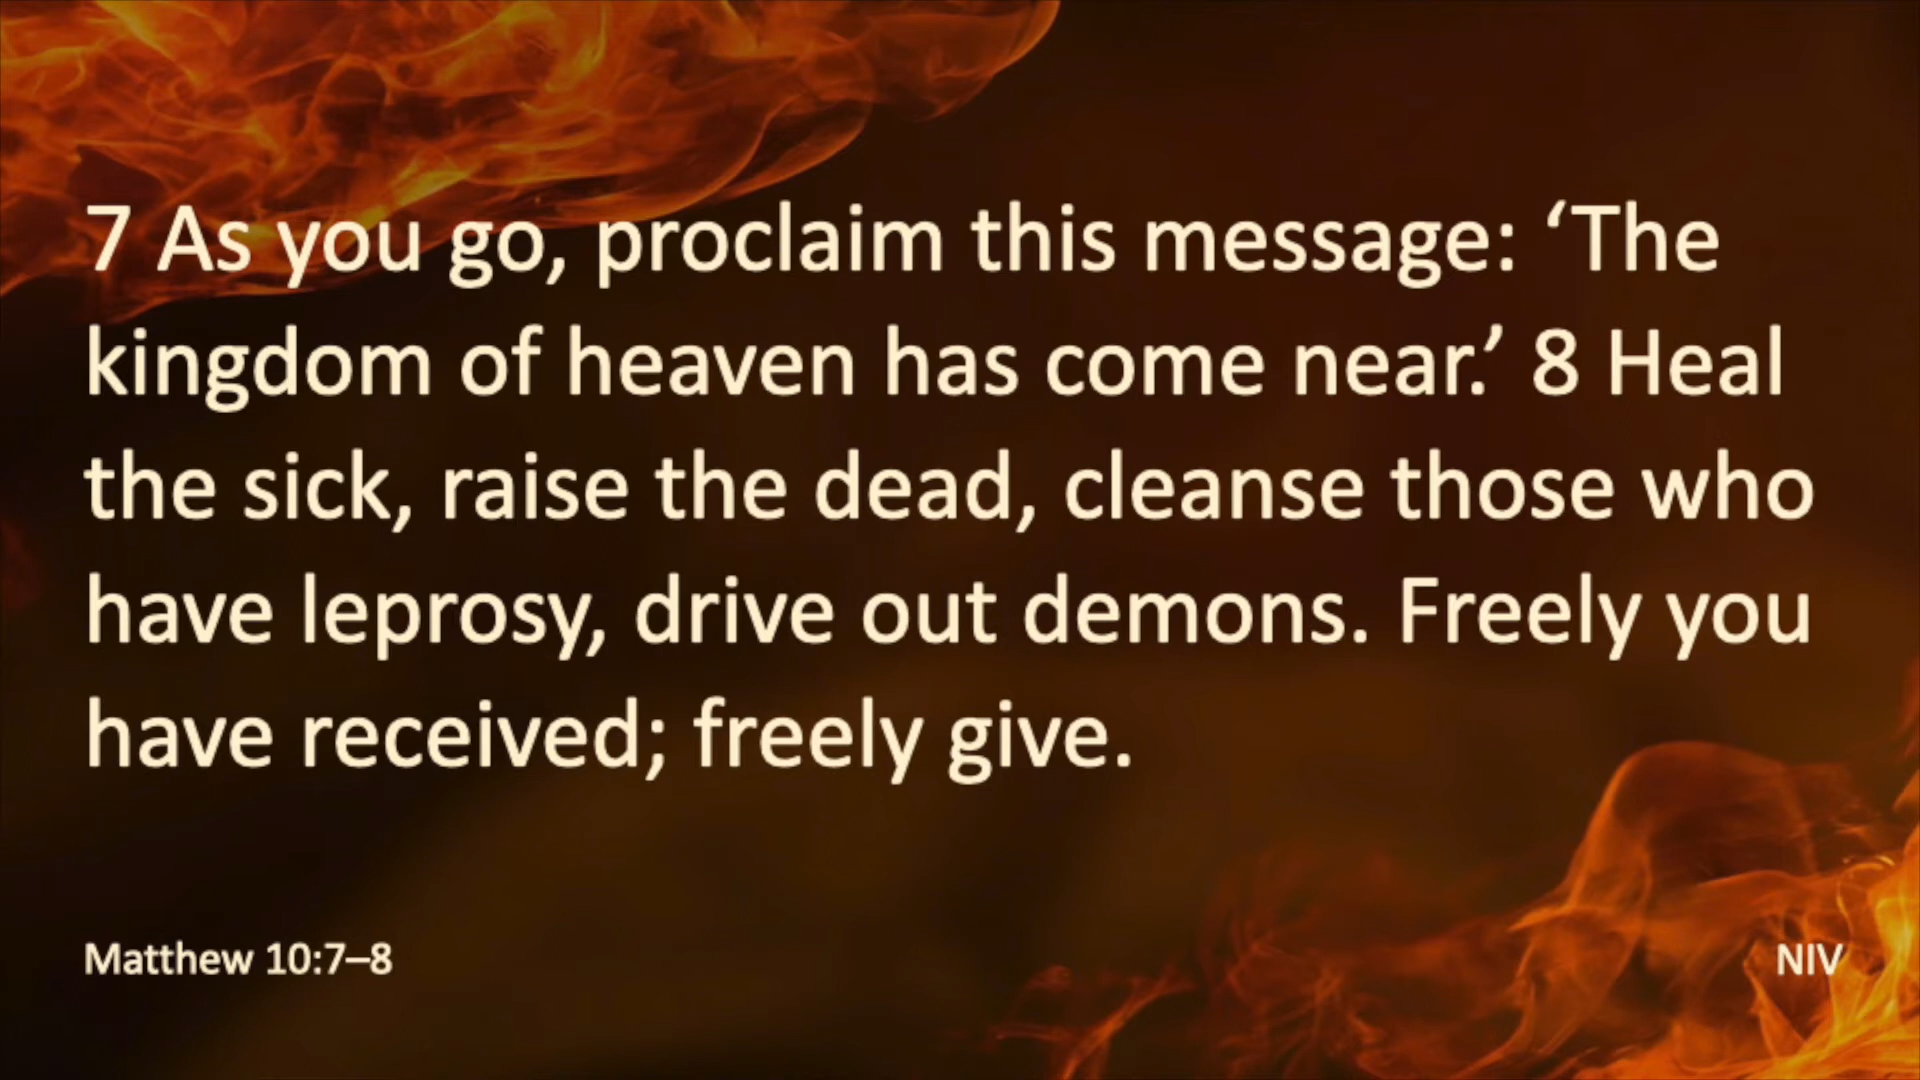 7 As you go, proclaim this message: ‘The
kingdom of heaven has come near.’ 8 Heal
the sick, raise the dead, cleanse those who
have leprosy, drive out demons. Freely you
have received; freely give.
Matthew 10:7–8
NIV